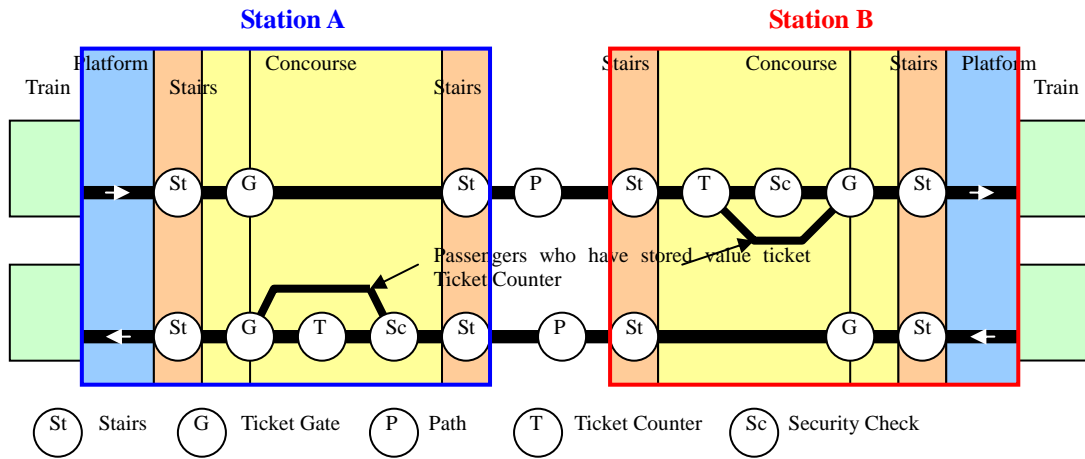 Station A
Station B
Platform
Concourse
Stairs
Concourse
Stairs
Platform
Train
Stairs
Stairs
Train
St
G
St
P
St
T
Sc
G
St
Passengers who have stored value ticket
Ticket Counter
St
G
T
Sc
St
P
St
G
St
St Stairs
G Ticket Gate
P Path
T Ticket Counter
Sc Security Check